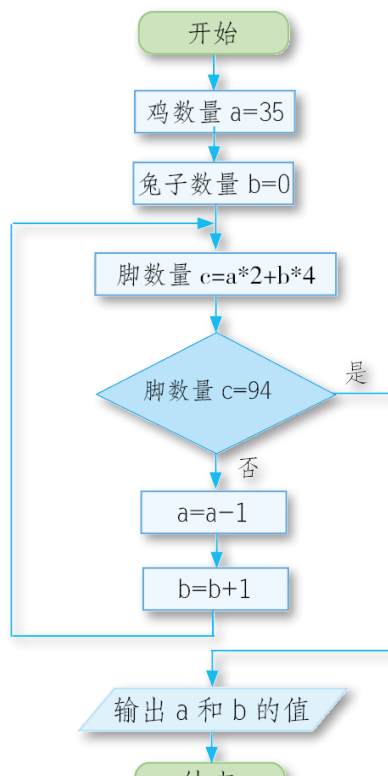 开始
鸡数量 a=35
兔子数量 b=0
脚数量 c=a*2+b*4
脚数量 c=94
是
否
a=a-1
b=b+1
输出 a 和 b 的值